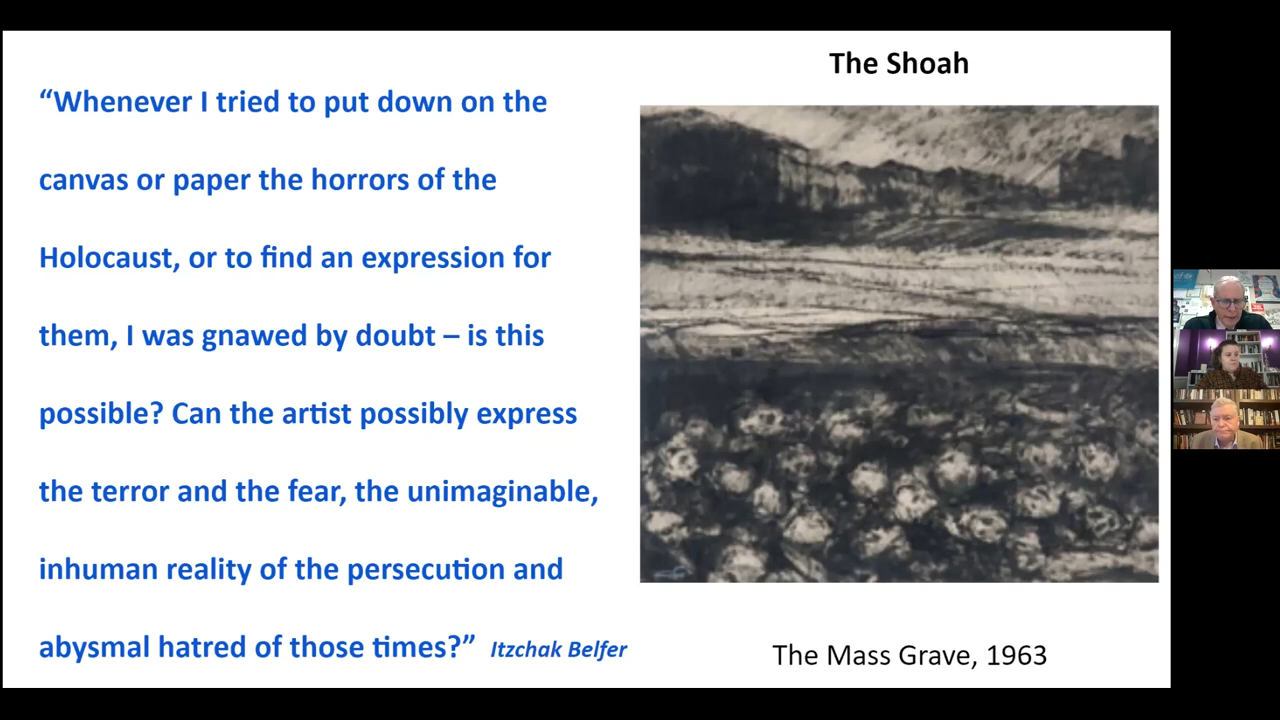 “Whenever I tried to put down on the
canvas or paper the horrors of the
Holocaust, or to find an expression for
them, I was gnawed by doubt – is this
possible? Can the artist possibly express
the terror and the fear, the unimaginable,
inhuman reality of the persecution and
abysmal hatred of those times?” Itzchak Belfer
The Shoah
The Mass Grave, 1963